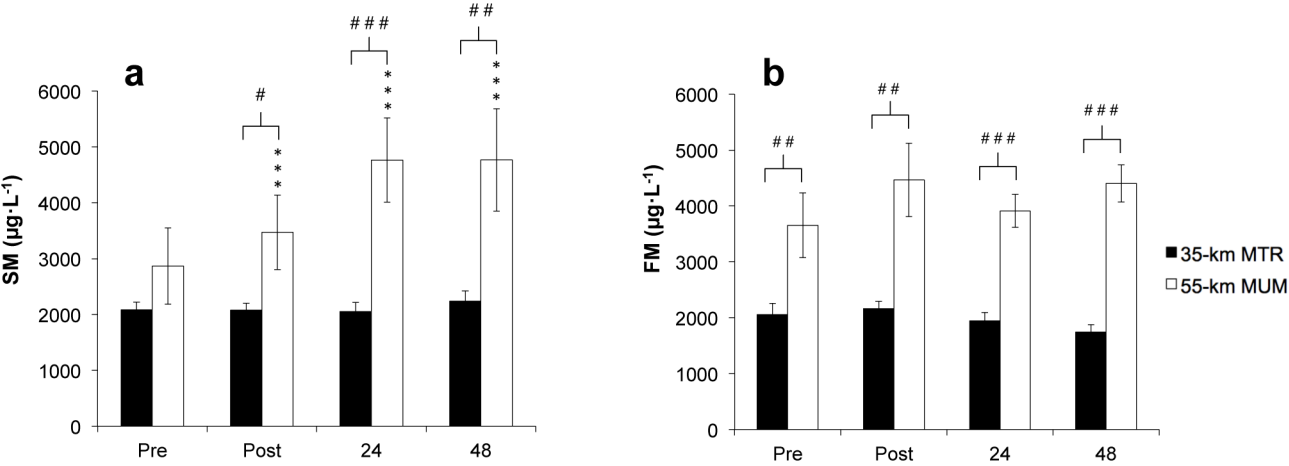 a
# # #
# #
#
* * *
* * *
* * *
SM (µg·L-1)
6000
5000
4000
3000
2000
1000
0
Pre Post 24 48
b
# #
# #
# # #
# # #
FM (µg·L-1)
6000
5000
4000
3000
2000
1000
0
Pre Post 24 48
35-km MTR
55-km MUM